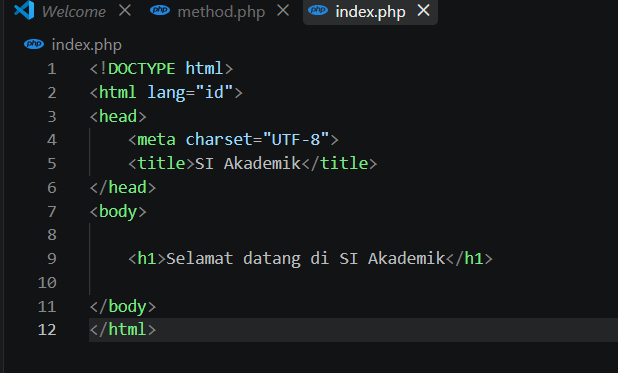 Welcome method.php index.php
index.php
1 <!DOCTYPE html>
2 <html lang="id">
3 <head>
4     <meta charset="UTF-8">
5     <title>SI Akademik</title>
6 </head>
7 <body>
8
9     <h1>Selamat datang di SI Akademik</h1>
10
11 </body>
12 </html>